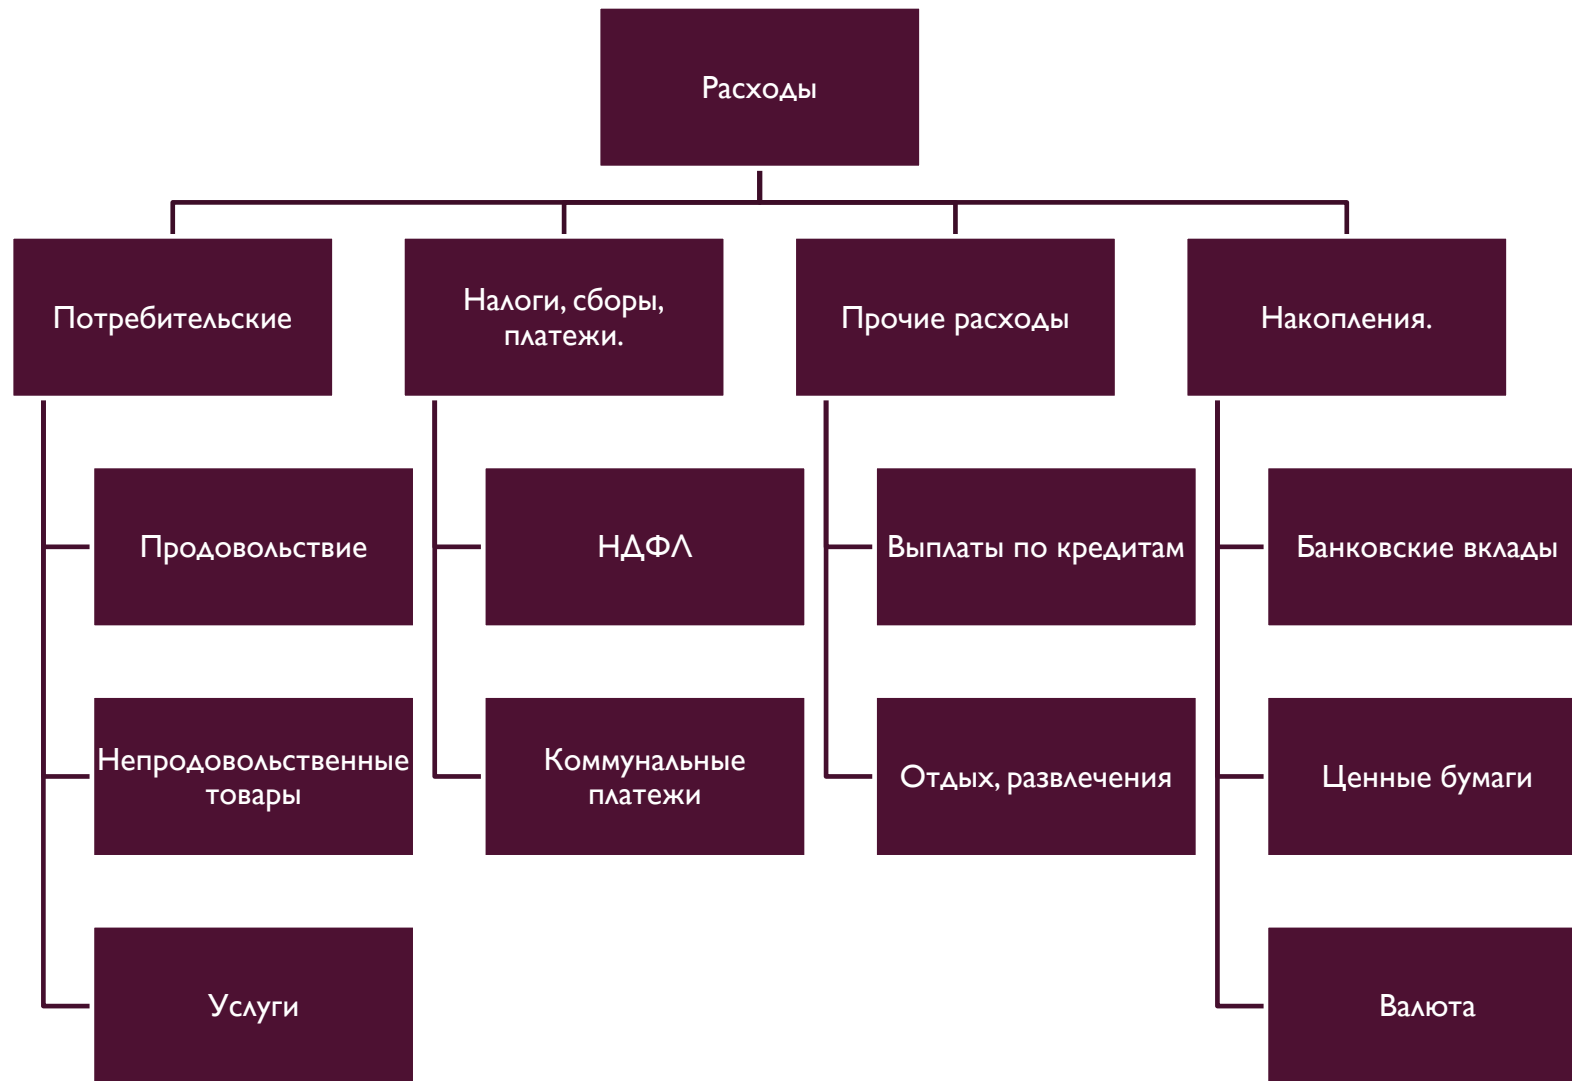 Расходы
Потребительские
Налоги, сборы,
платежи.
Прочие расходы
Накопления.
Продовольствие
НДФЛ
Выплаты по кредитам
Банковские вклады
Непродовольственные
товары
Коммунальные
платежи
Отдых, развлечения
Ценные бумаги
Услуги
Валюта